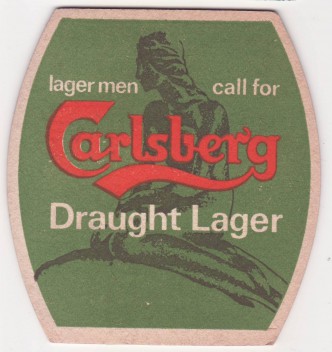 lager men call for
Carlsberg
Draught Lager